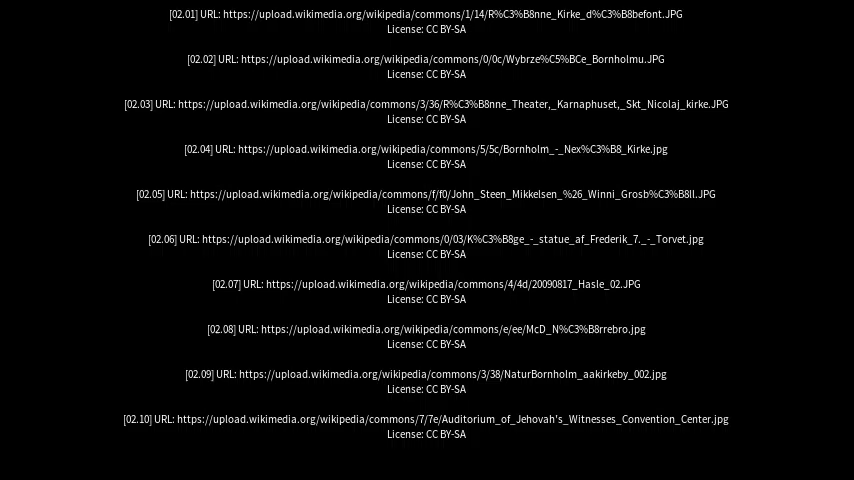 [02.01] URL: https://upload.wikimedia.org/wikipedia/commons/1/14/R%C3%B8nne_Kirke_d%C3%B8befont.JPG
License: CC BY-SA
[02.02] URL: https://upload.wikimedia.org/wikipedia/commons/0/0c/Wybrze%C5%BCe_Bornholmu.JPG
License: CC BY-SA
[02.03] URL: https://upload.wikimedia.org/wikipedia/commons/3/36/R%C3%B8nne_Theater,_Karnaphuset,_Skt_Nicolaj_kirke.JPG
License: CC BY-SA
[02.04] URL: https://upload.wikimedia.org/wikipedia/commons/5/5c/Bornholm_-_Nex%C3%B8_Kirke.jpg
License: CC BY-SA
[02.05] URL: https://upload.wikimedia.org/wikipedia/commons/f/f0/John_Steen_Mikkelsen_%26_Winni_Grosb%C3%B8ll.JPG
License: CC BY-SA
[02.06] URL: https://upload.wikimedia.org/wikipedia/commons/0/03/K%C3%B8ge_-_statue_af_Frederik_7._-_Torvet.jpg
License: CC BY-SA
[02.07] URL: https://upload.wikimedia.org/wikipedia/commons/4/4d/20090817_Hasle_02.JPG
License: CC BY-SA
[02.08] URL: https://upload.wikimedia.org/wikipedia/commons/e/ee/McD_N%C3%B8rrebro.jpg
License: CC BY-SA
[02.09] URL: https://upload.wikimedia.org/wikipedia/commons/3/38/NaturBornholm_aakirkeby_002.jpg
License: CC BY-SA
[02.10] URL: https://upload.wikimedia.org/wikipedia/commons/7/7e/Auditorium_of_Jehovah's_Witnesses_Convention_Center.jpg
License: CC BY-SA